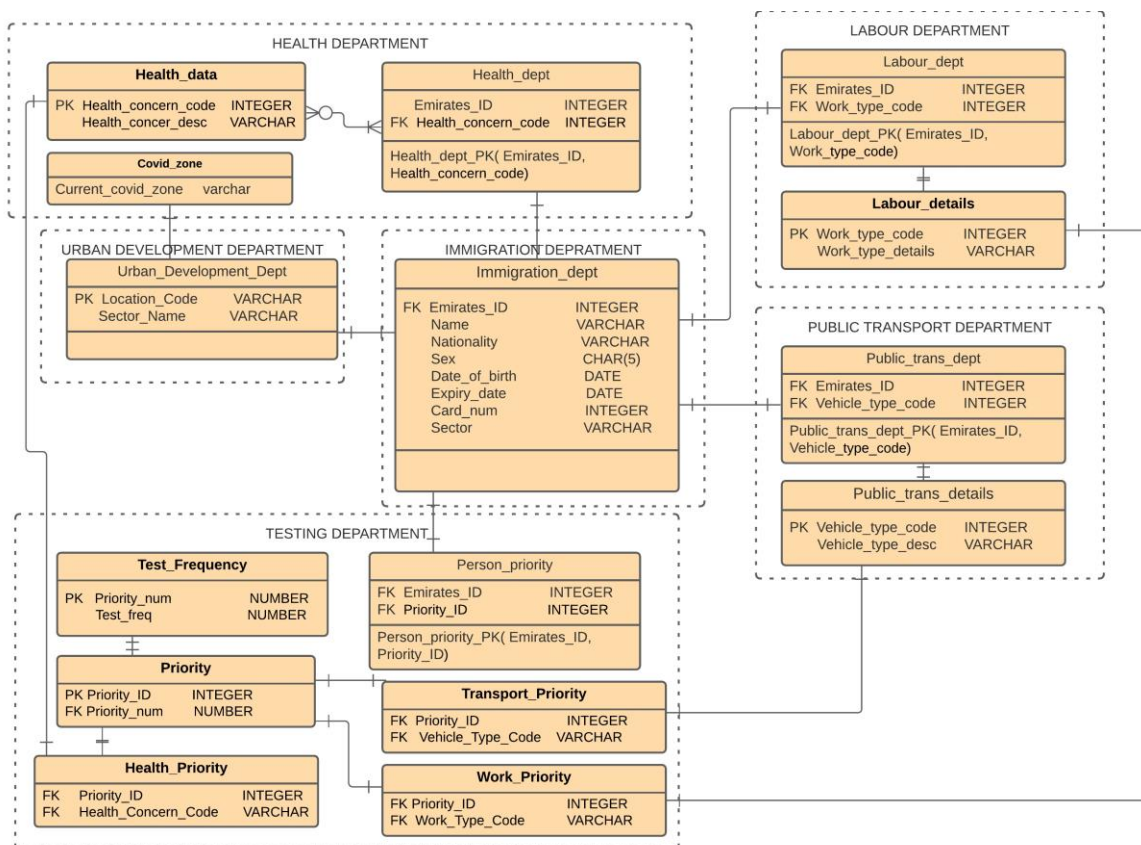 HEALTH DEPARTMENT
Health_data
PK Health_concern_code INTEGER
Health_concer_desc VARCHAR
Health_dept
Emirates_ID INTEGER
FK Health_concern_code INTEGER
Health_dept_PK( Emirates_ID,
Health_concern_code)
Covid_zone
Current_covid_zone varchar
LABOUR DEPARTMENT
Labour_dept
FK Emirates_ID INTEGER
FK Work_type_code INTEGER
Labour_dept_PK( Emirates_ID,
Work_type_code)
Labour_details
PK Work_type_code INTEGER
Work_type_details VARCHAR
URBAN DEVELOPMENT DEPARTMENT
Urban_Development_Dept
PK Location_Code VARCHAR
Sector_Name VARCHAR
IMMIGRATION DEPRATMENT
Immigration_dept
FK Emirates_ID INTEGER
Name VARCHAR
Nationality VARCHAR
Sex CHAR(5)
Date_of_birth DATE
Expiry_date DATE
Card_num INTEGER
Sector VARCHAR
PUBLIC TRANSPORT DEPARTMENT
Public_trans_dept
FK Emirates_ID INTEGER
FK Vehicle_type_code INTEGER
Public_trans_dept_PK( Emirates_ID,
Vehicle_type_code)
Public_trans_details
PK Vehicle_type_code INTEGER
Vehicle_type_desc VARCHAR
TESTING DEPARTMENT
Test_Frequency
PK Priority_num NUMBER
Test_freq NUMBER
Person_priority
FK Emirates_ID INTEGER
FK Priority_ID INTEGER
Person_priority_PK( Emirates_ID,
Priority_ID)
Priority
PK Priority_ID INTEGER
FK Priority_num NUMBER
Transport_Priority
FK Priority_ID INTEGER
FK Vehicle_Type_Code VARCHAR
Health_Priority
FK Priority_ID INTEGER
FK Health_Concern_Code VARCHAR
Work_Priority
FK Priority_ID INTEGER
FK Work_Type_Code VARCHAR